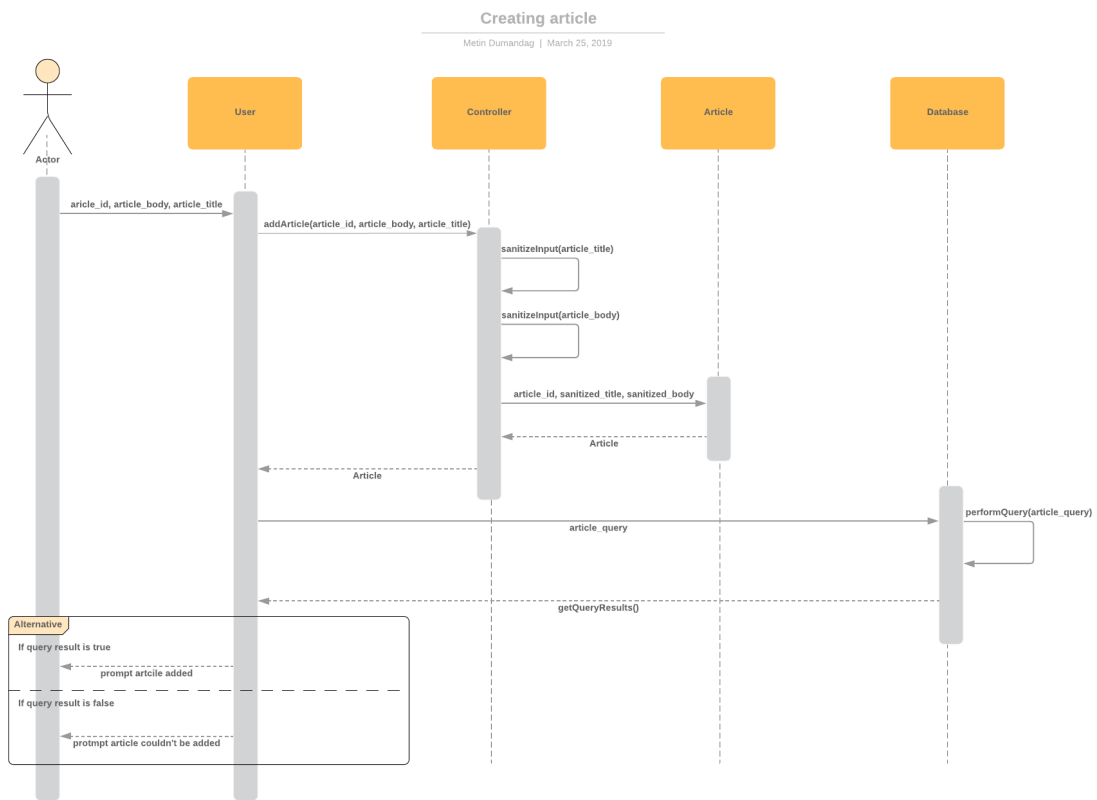 Creating article
Metin Dumandag | March 25, 2019
User
Controller
Article
Database
Actor
aricle_id, article_body, article_title
addArticle(article_id, article_body, article_title)
sanitizeInput(article_title)
sanitizeInput(article_body)
article_id, sanitized_title, sanitized_body
Article
Article
performQuery(article_query)
article_query
getQueryResults()
Alternative
If query result is true
prompt artcile added
If query result is false
protmpt article couldn't be added